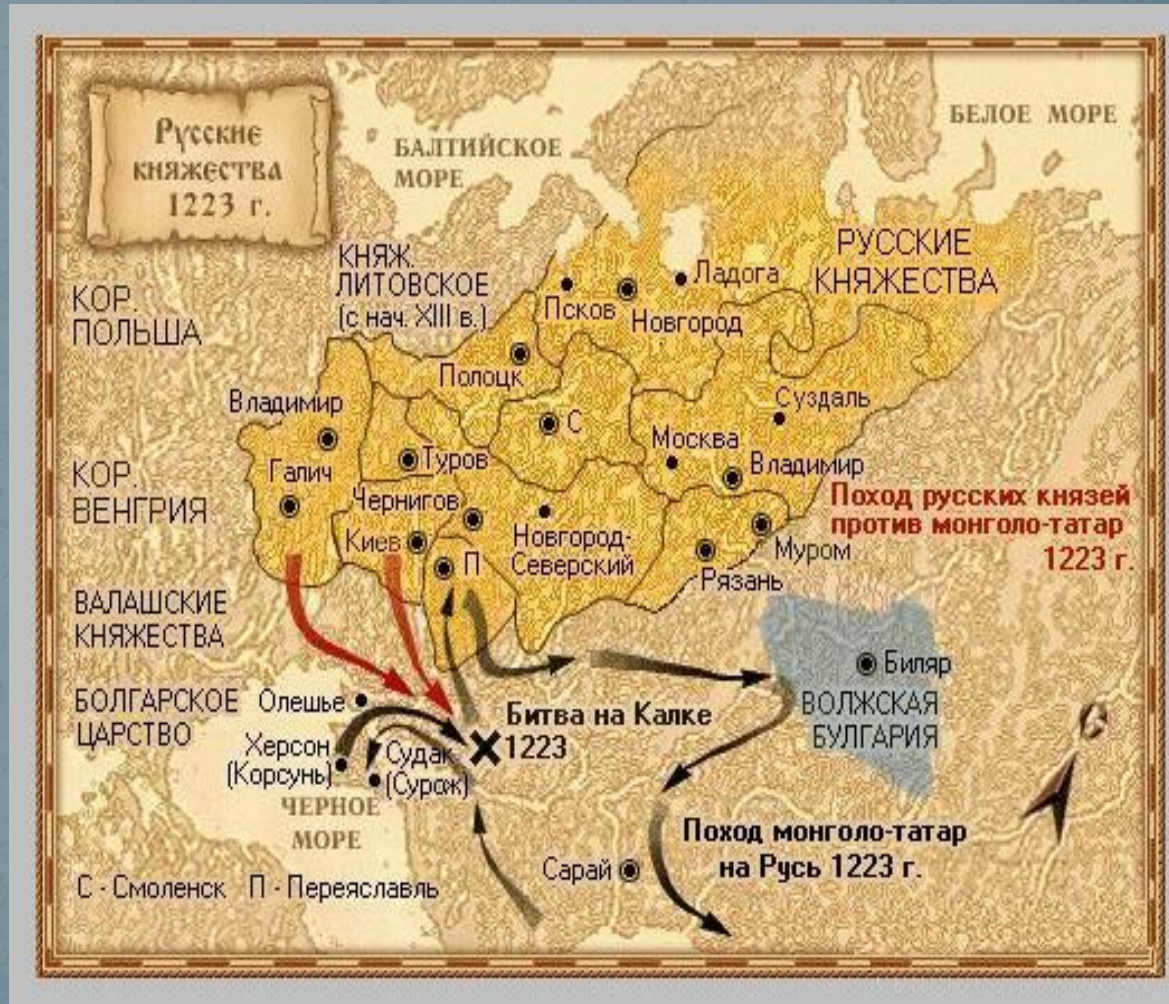 Русские
княжества
1223 г.
БАЛТИЙСКОЕ
МОРЕ
БЕЛОЕ МОРЕ
КНЯЖ.
ЛИТОВСКОЕ
(с нач. XIII в.)
РУССКИЕ
КНЯЖЕСТВА
КОР.
ПОЛЬША
Псков
Новгород
Ладога
Полоцк
Владимир
С
Суздаль
Москва
Владимир
КОР.
ВЕНГРИЯ
Галич
Туров
Чернигов
Киев
П
Новгород-
Северский
Муром
Рязань
Поход русских князей
против монголо-татар
1223 г.
ВАЛАШСКИЕ
КНЯЖЕСТВА
БОЛГАРСКОЕ
ЦАРСТВО
Олешье
Херсон
(Корсунь)
Судак
(Сурож)
Битва на Калке
1223
Биляр
ВОЛЖСКАЯ
БУЛГАРИЯ
ЧЕРНОЕ
МОРЕ
Сарай
Поход монголо-татар
на Русь 1223 г.
С - Смоленск П - Переяславль